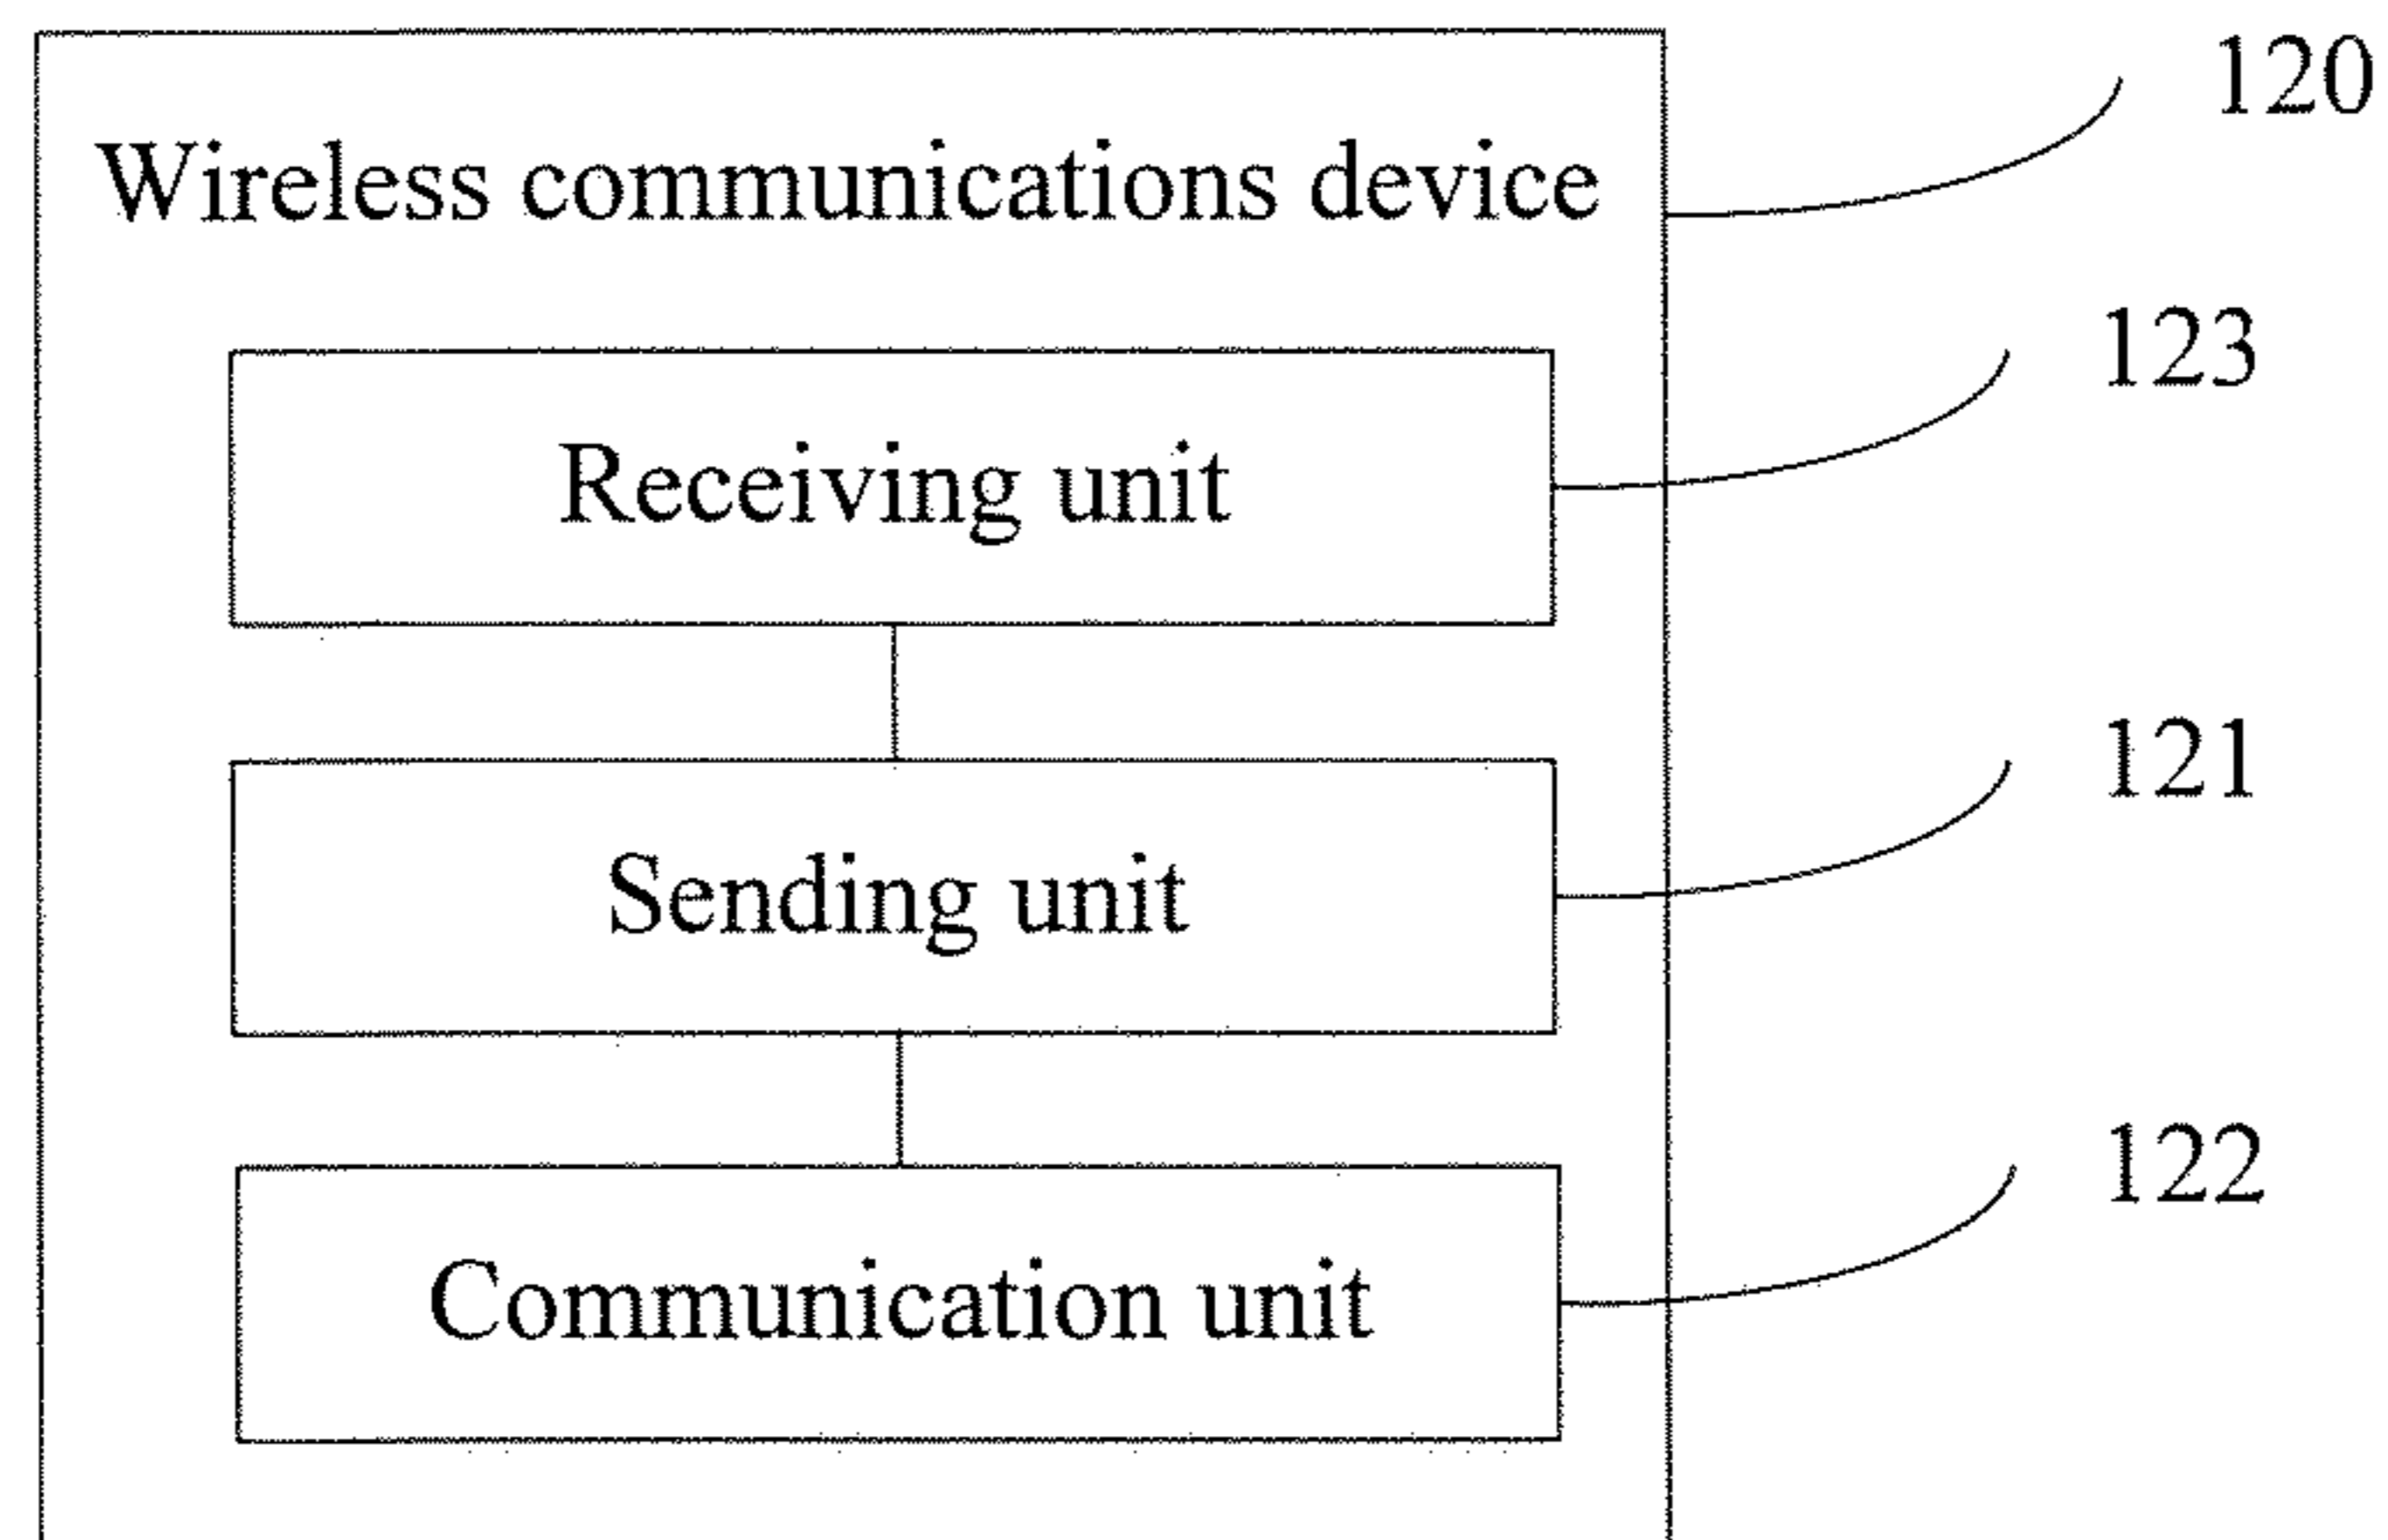 120
Wireless communications device
123
Receiving unit
121
Sending unit
122
Communication unit